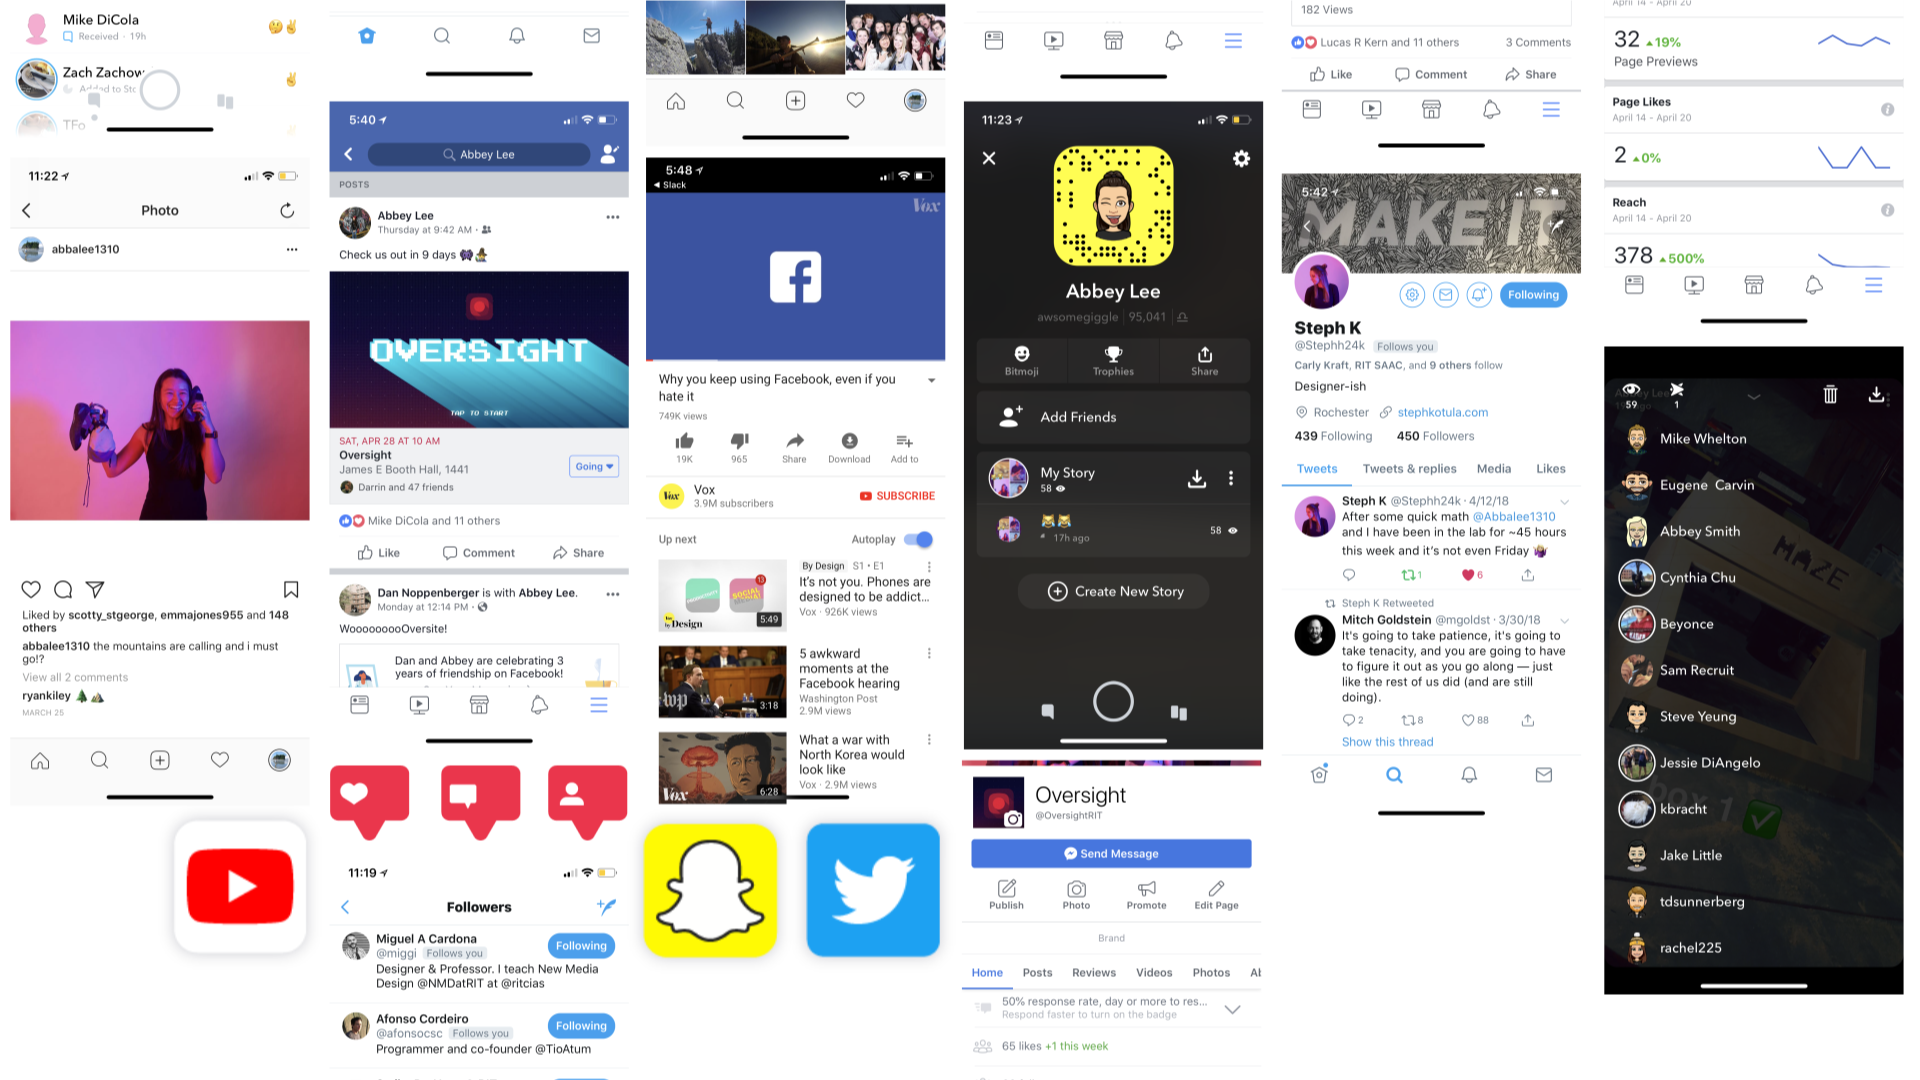 Mike DiCola
Received · 19h
Zach Zachow
Added to Sto
TFo
11:22
Photo
abbalee1310
Liked by scotty_stgeorge, emmajones955 and 148
others
abbalee1310 the mountains are calling and i must
go!?
View all 2 comments
ryankiley 🌲🏔
MARCH 25
5:40
Abbey Lee
POSTS
Abbey Lee
Thursday at 9:42 AM ·
Check us out in 9 days
OVERSIGHT
TAP TO START
SAT, APR 28 AT 10 AM
Oversight
James E Booth Hall, 1441
Going
Darrin and 47 friends
Mike DiCola and 11 others
Like
Comment
Share
Dan Noppenberger is with Abbey Lee.
Monday at 12:14 PM ·
WooooooooOversite!
Dan and Abbey are celebrating 3
years of friendship on Facebook!
11:19
Followers
Miguel A Cardona
@miggi Follows you
Following
Designer & Professor. I teach New Media
Design @NMDatRIT at @ritcias
Afonso Cordeiro
@afonsocsc Follows you
Following
Programmer and co-founder @TioAtum
5:48
Slack
Vox
Why you keep using Facebook, even if you
hate it
749K views
19K
965
Share
Download
Add to
Vox
Vox
3.9M subscribers
SUBSCRIBE
Up next
Autoplay
By Design S1 • E1
It's not you. Phones are
designed to be addict...
Vox · 926K views
by Design
5:49
5 awkward
moments at the
Facebook hearing
Washington Post
2.9M views
wp
3:18
What a war with
North Korea would
look like
Vox · 2.9M views
Vox
6:28
11:23
Abbey Lee
awsomegiggle 95,041
Bitmoji
Trophies
Share
Add Friends
My Story
58
17h ago
58
Create New Story
Oversight
@OversightRIT
Send Message
Publish
Photo
Promote
Edit Page
Brand
Home
Posts
Reviews
Videos
Photos
Al
50% response rate, day or more to res...
Respond faster to turn on the badge
65 likes +1 this week
182 Views
Lucas R Kern and 11 others
3 Comments
Like
Comment
Share
5:42
MAKE IT
Following
Steph K
@Stephh24k Follows you
Carly Kraft, RIT SAAC, and 9 others follow
Designer-ish
Rochester stephkotula.com
439 Following 450 Followers
Tweets
Tweets & replies
Media
Likes
Steph K @Stephh24k · 4/12/18
After some quick math @Abbalee1310
and I have been in the lab for ~45 hours
this week and it's not even Friday
1
6
Steph K Retweeted
Mitch Goldstein @mgoldst · 3/30/18
It's going to take patience, it's going to
take tenacity, and you are going to have
to figure it out as you go along — just
like the rest of us did (and are still
doing).
2
8
88
Show this thread
April 14 - April 20
32 19%
Page Previews
Page Likes
April 14 - April 20
2 0%
Reach
April 14 - April 20
378 500%
Abbey Lee
59
1
Mike Whelton
Eugene Carvin
Abbey Smith
Cynthia Chu
Beyonce
Sam Recruit
Steve Yeung
Jessie DiAngelo
kbracht
Jake Little
tdsunnerberg
rachel225
MAZE
box 1